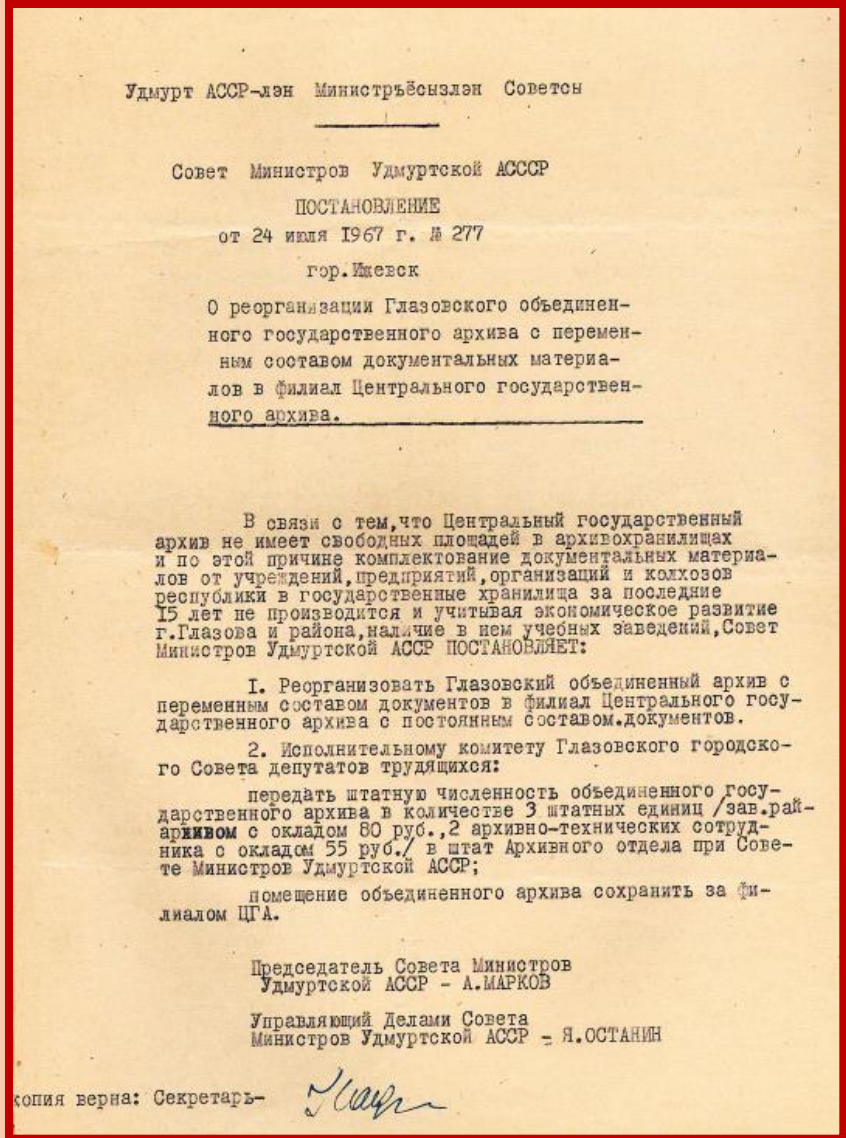 Удмурт АССР-лэн Министръёсызлэн Советсы
Совет Министров Удмуртской АСССР
ПОСТАНОВЛЕНИЕ
от 24 июля 1967 г. № 277
гор.Ижевск
О реорганизации Глазовского объединен-
ного государственного архива с перемен-
ным составом документальных материа-
лов в филиал Центрального государствен-
ного архива.
В связи с тем,что Центральный государственный
архив не имеет свободных площадей в архивохранилищах
и по этой причине комплектование документальных материа-
лов от учреждений,предприятий,организаций и колхозов
республики в государственные хранилища за последние
15 лет не производится и учитывая экономическое развитие
г.Глазова и района,наличие в нем учебных заведений,Совет
Министров Удмуртской АССР ПОСТАНОВЛЯЕТ:
I. Реорганизовать Глазовский объединенный архив с
переменным составом документов в филиал Центрального госу-
дарственного архива с постоянным составом.документов.
2. Исполнительному комитету Глазовского городско-
го Совета депутатов трудящихся:
передать штатную численность объединенного госу-
дарственного архива в количестве 3 штатных единиц /зав.рай-
архивом с окладом 80 руб.,2 архивно-технических сотруд-
ника с окладом 55 руб./ в штат Архивного отдела при Сове-
те Министров Удмуртской АССР;
помещение объединенного архива сохранить за фи-
лиалом ЦГА.
Председатель Совета Министров
Удмуртской АССР - А.МАРКОВ
Управляющий Делами Совета
Министров Удмуртской АССР - Я.ОСТАНИН
копия верна: Секретарь-